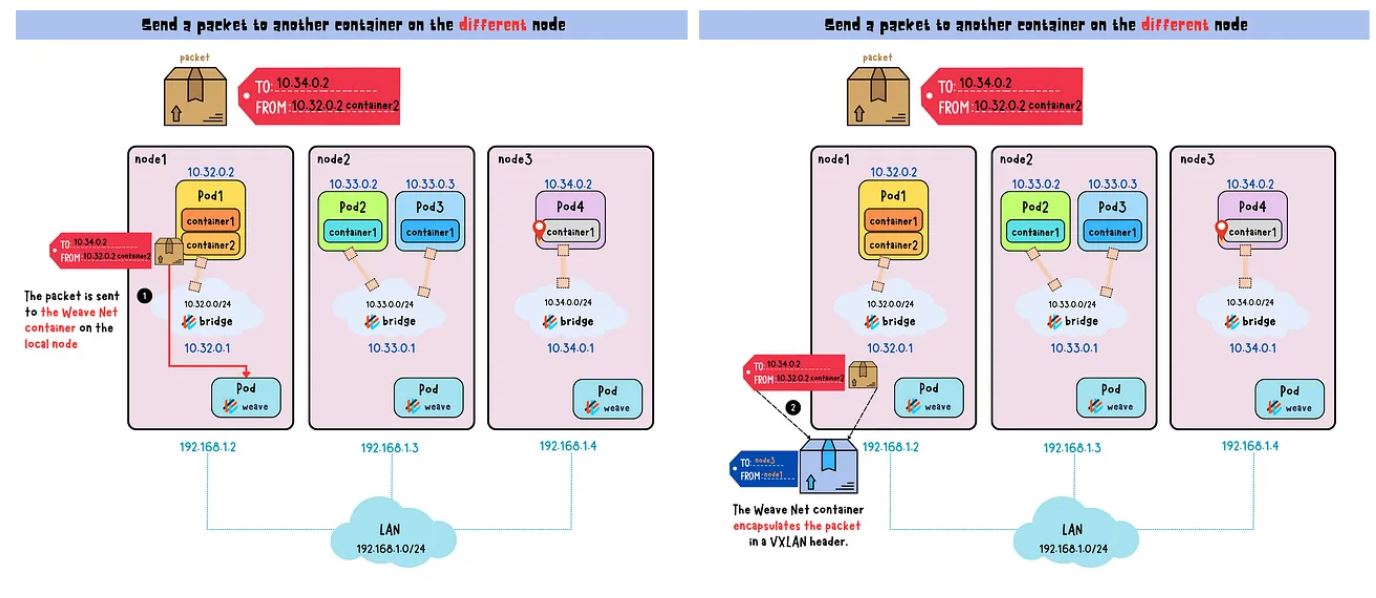 Send a packet to another container on the different node
packet
TO: 10.34.0.2
FROM:10.32.0.2 container2
node1
10.32.0.2
Pod1
container1
container2
TO: 10.34.0.2
FROM:10.32.0.2 container2
1
The packet is sent
to the Weave Net
container on the
local node
10.32.0.0/24
bridge
10.32.0.1
Pod
weave
192.168.1.2
node2
10.33.0.2
Pod2
container1
10.33.0.3
Pod3
container1
10.33.0.0/24
bridge
10.33.0.1
Pod
weave
192.168.1.3
node3
10.34.0.2
Pod4
container1
10.34.0.0/24
bridge
10.34.0.1
Pod
weave
192.168.1.4
LAN
192.168.1.0/24
Send a packet to another container on the different node
packet
TO: 10.34.0.2
FROM:10.32.0.2 container2
node1
10.32.0.2
Pod1
container1
container2
10.32.0.0/24
bridge
10.32.0.1
TO: 10.34.0.2
FROM:10.32.0.2 container2
Pod
weave
2
192.168.1.2
TO: node3
FROM:node1
The Weave Net container
encapsulates the packet
in a VXLAN header.
node2
10.33.0.2
Pod2
container1
10.33.0.3
Pod3
container1
10.33.0.0/24
bridge
10.33.0.1
Pod
weave
192.168.1.3
node3
10.34.0.2
Pod4
container1
10.34.0.0/24
bridge
10.34.0.1
Pod
weave
192.168.1.4
LAN
192.168.1.0/24